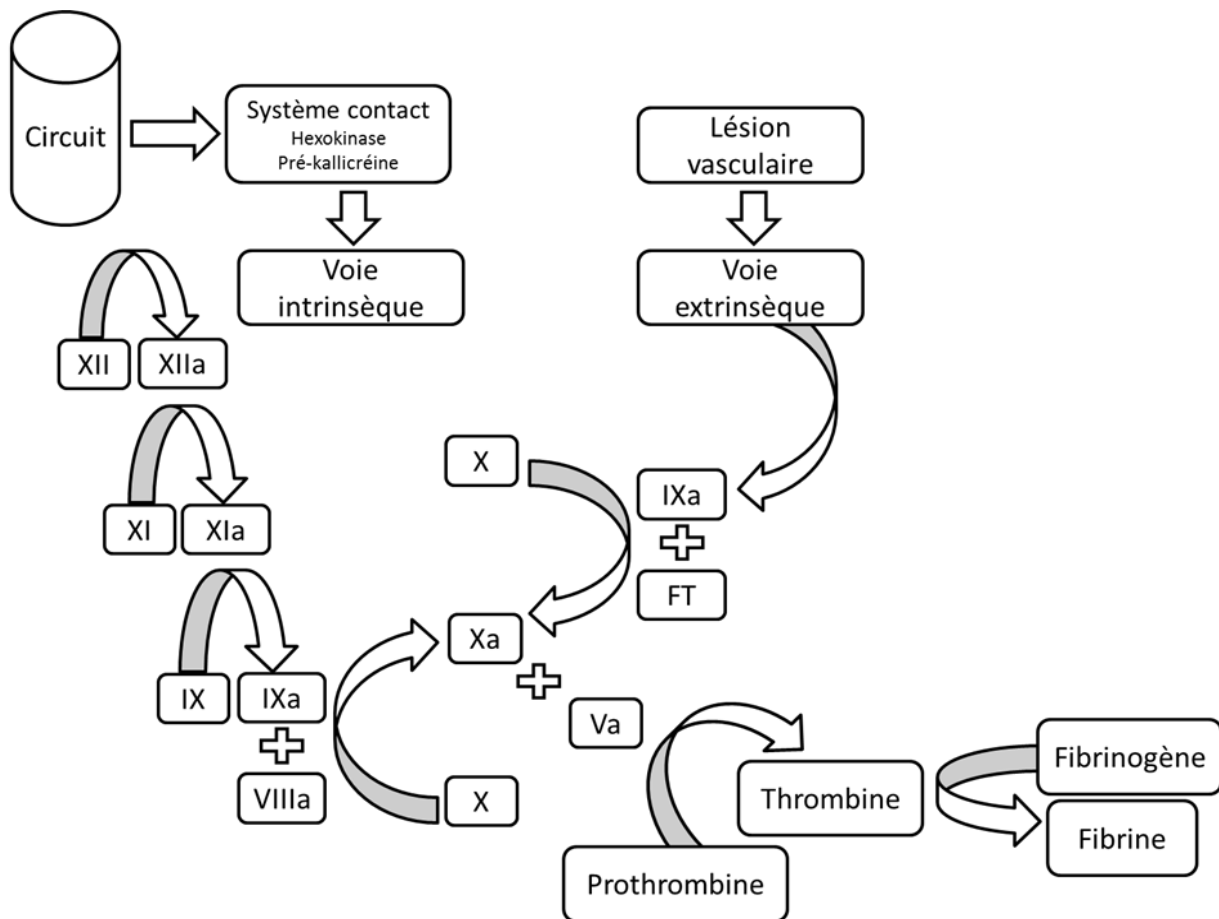 Circuit
Système contact
Hexokinase
Pré-kallicréine
Lésion
vasculaire
Voie
intrinsèque
Voie
extrinsèque
XII
XIIa
XI
XIa
X
IXa
FT
Xa
IX
IXa
Va
VIIIa
X
Thrombine
Fibrinogène
Fibrine
Prothrombine